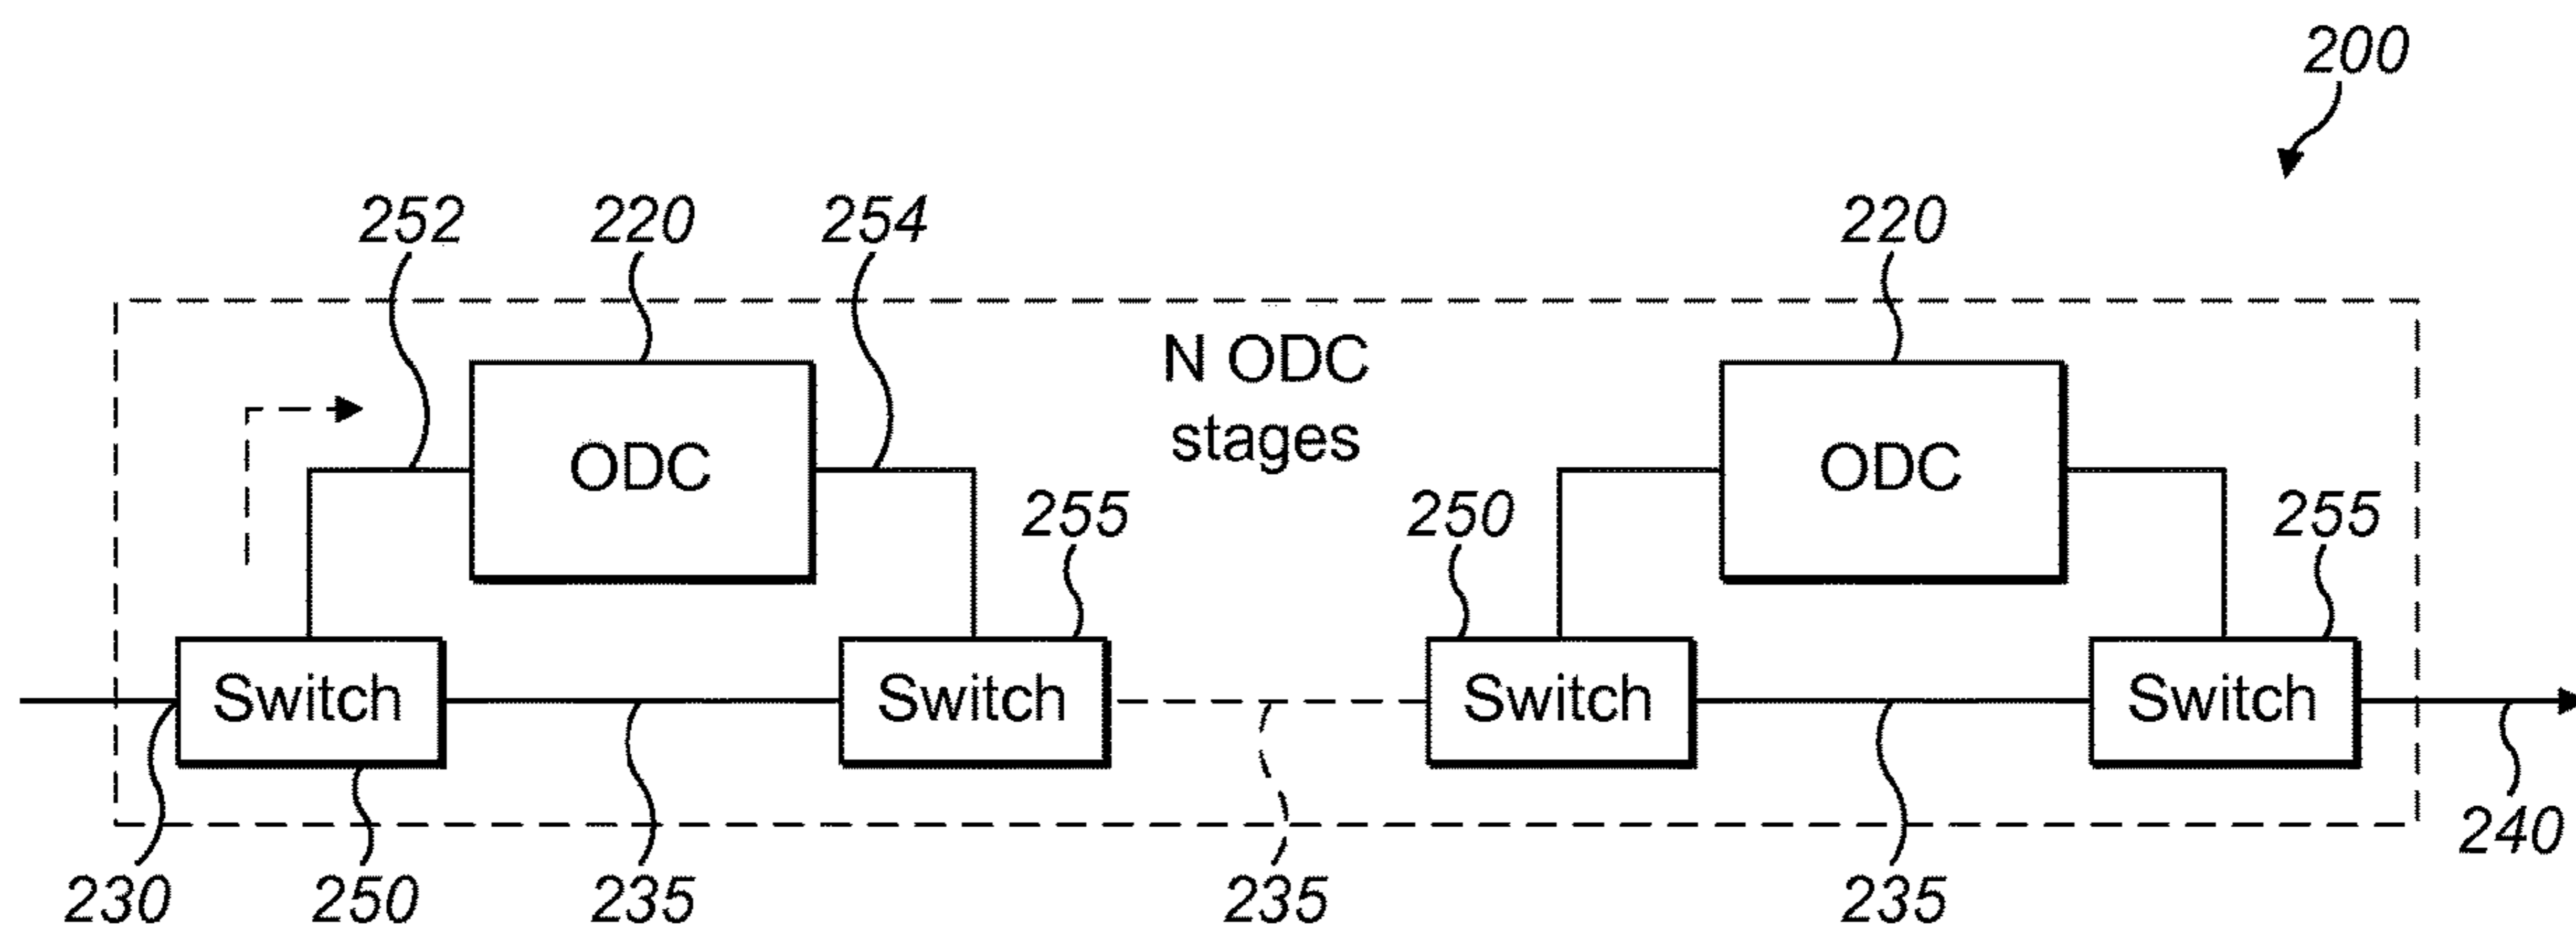 200
252 220 254 220
N ODC
stages
ODC ODC
255 250 255
Switch Switch Switch Switch
240
230 250 235 235 235